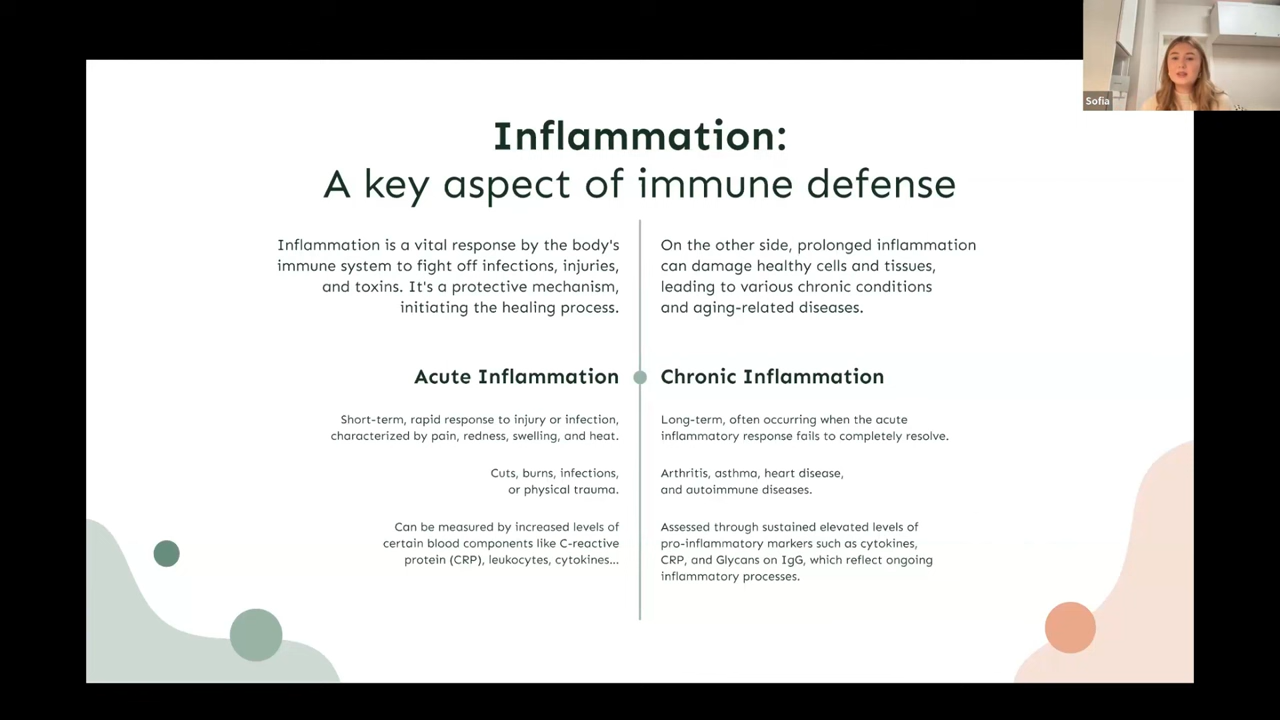 Sofia
Inflammation:
A key aspect of immune defense
Inflammation is a vital response by the body's
immune system to fight off infections, injuries,
and toxins. It's a protective mechanism,
initiating the healing process.
On the other side, prolonged inflammation
can damage healthy cells and tissues,
leading to various chronic conditions
and aging-related diseases.
Acute Inflammation
Short-term, rapid response to injury or infection,
characterized by pain, redness, swelling, and heat.
Cuts, burns, infections,
or physical trauma.
Can be measured by increased levels of
certain blood components like C-reactive
protein (CRP), leukocytes, cytokines...
Chronic Inflammation
Long-term, often occurring when the acute
inflammatory response fails to completely resolve.
Arthritis, asthma, heart disease,
and autoimmune diseases.
Assessed through sustained elevated levels of
pro-inflammatory markers such as cytokines,
CRP, and Glycans on IgG, which reflect ongoing
inflammatory processes.